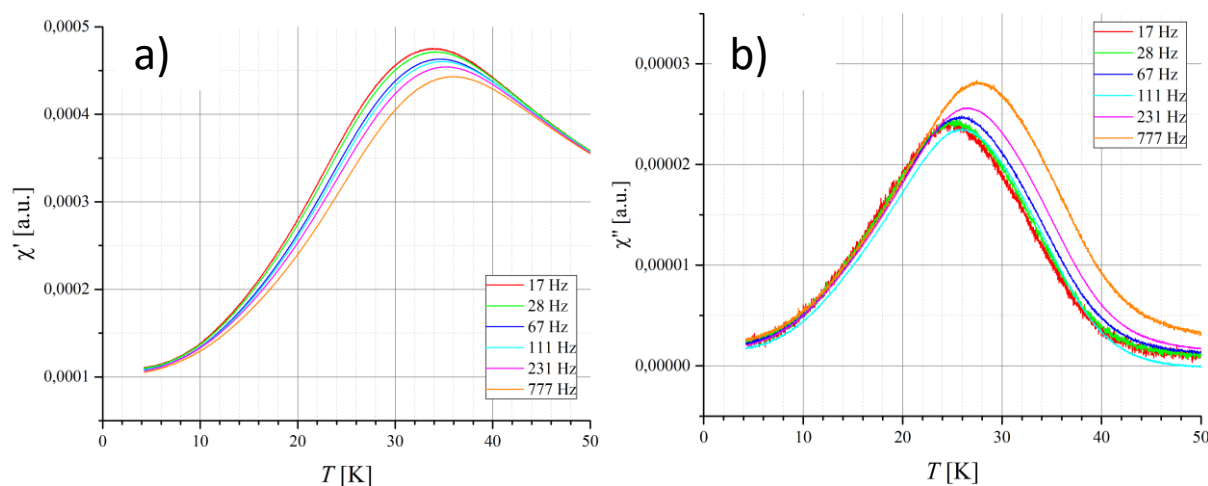 a)
0,0005
0,0004
0,0003
0,0002
0,0001
χ' [a.u.]
17 Hz
28 Hz
67 Hz
111 Hz
231 Hz
777 Hz
0 10 20 30 40 50
T [K]
b)
0,00003
0,00002
0,00001
0,00000
χ" [a.u.]
17 Hz
28 Hz
67 Hz
111 Hz
231 Hz
777 Hz
0 10 20 30 40 50
T [K]